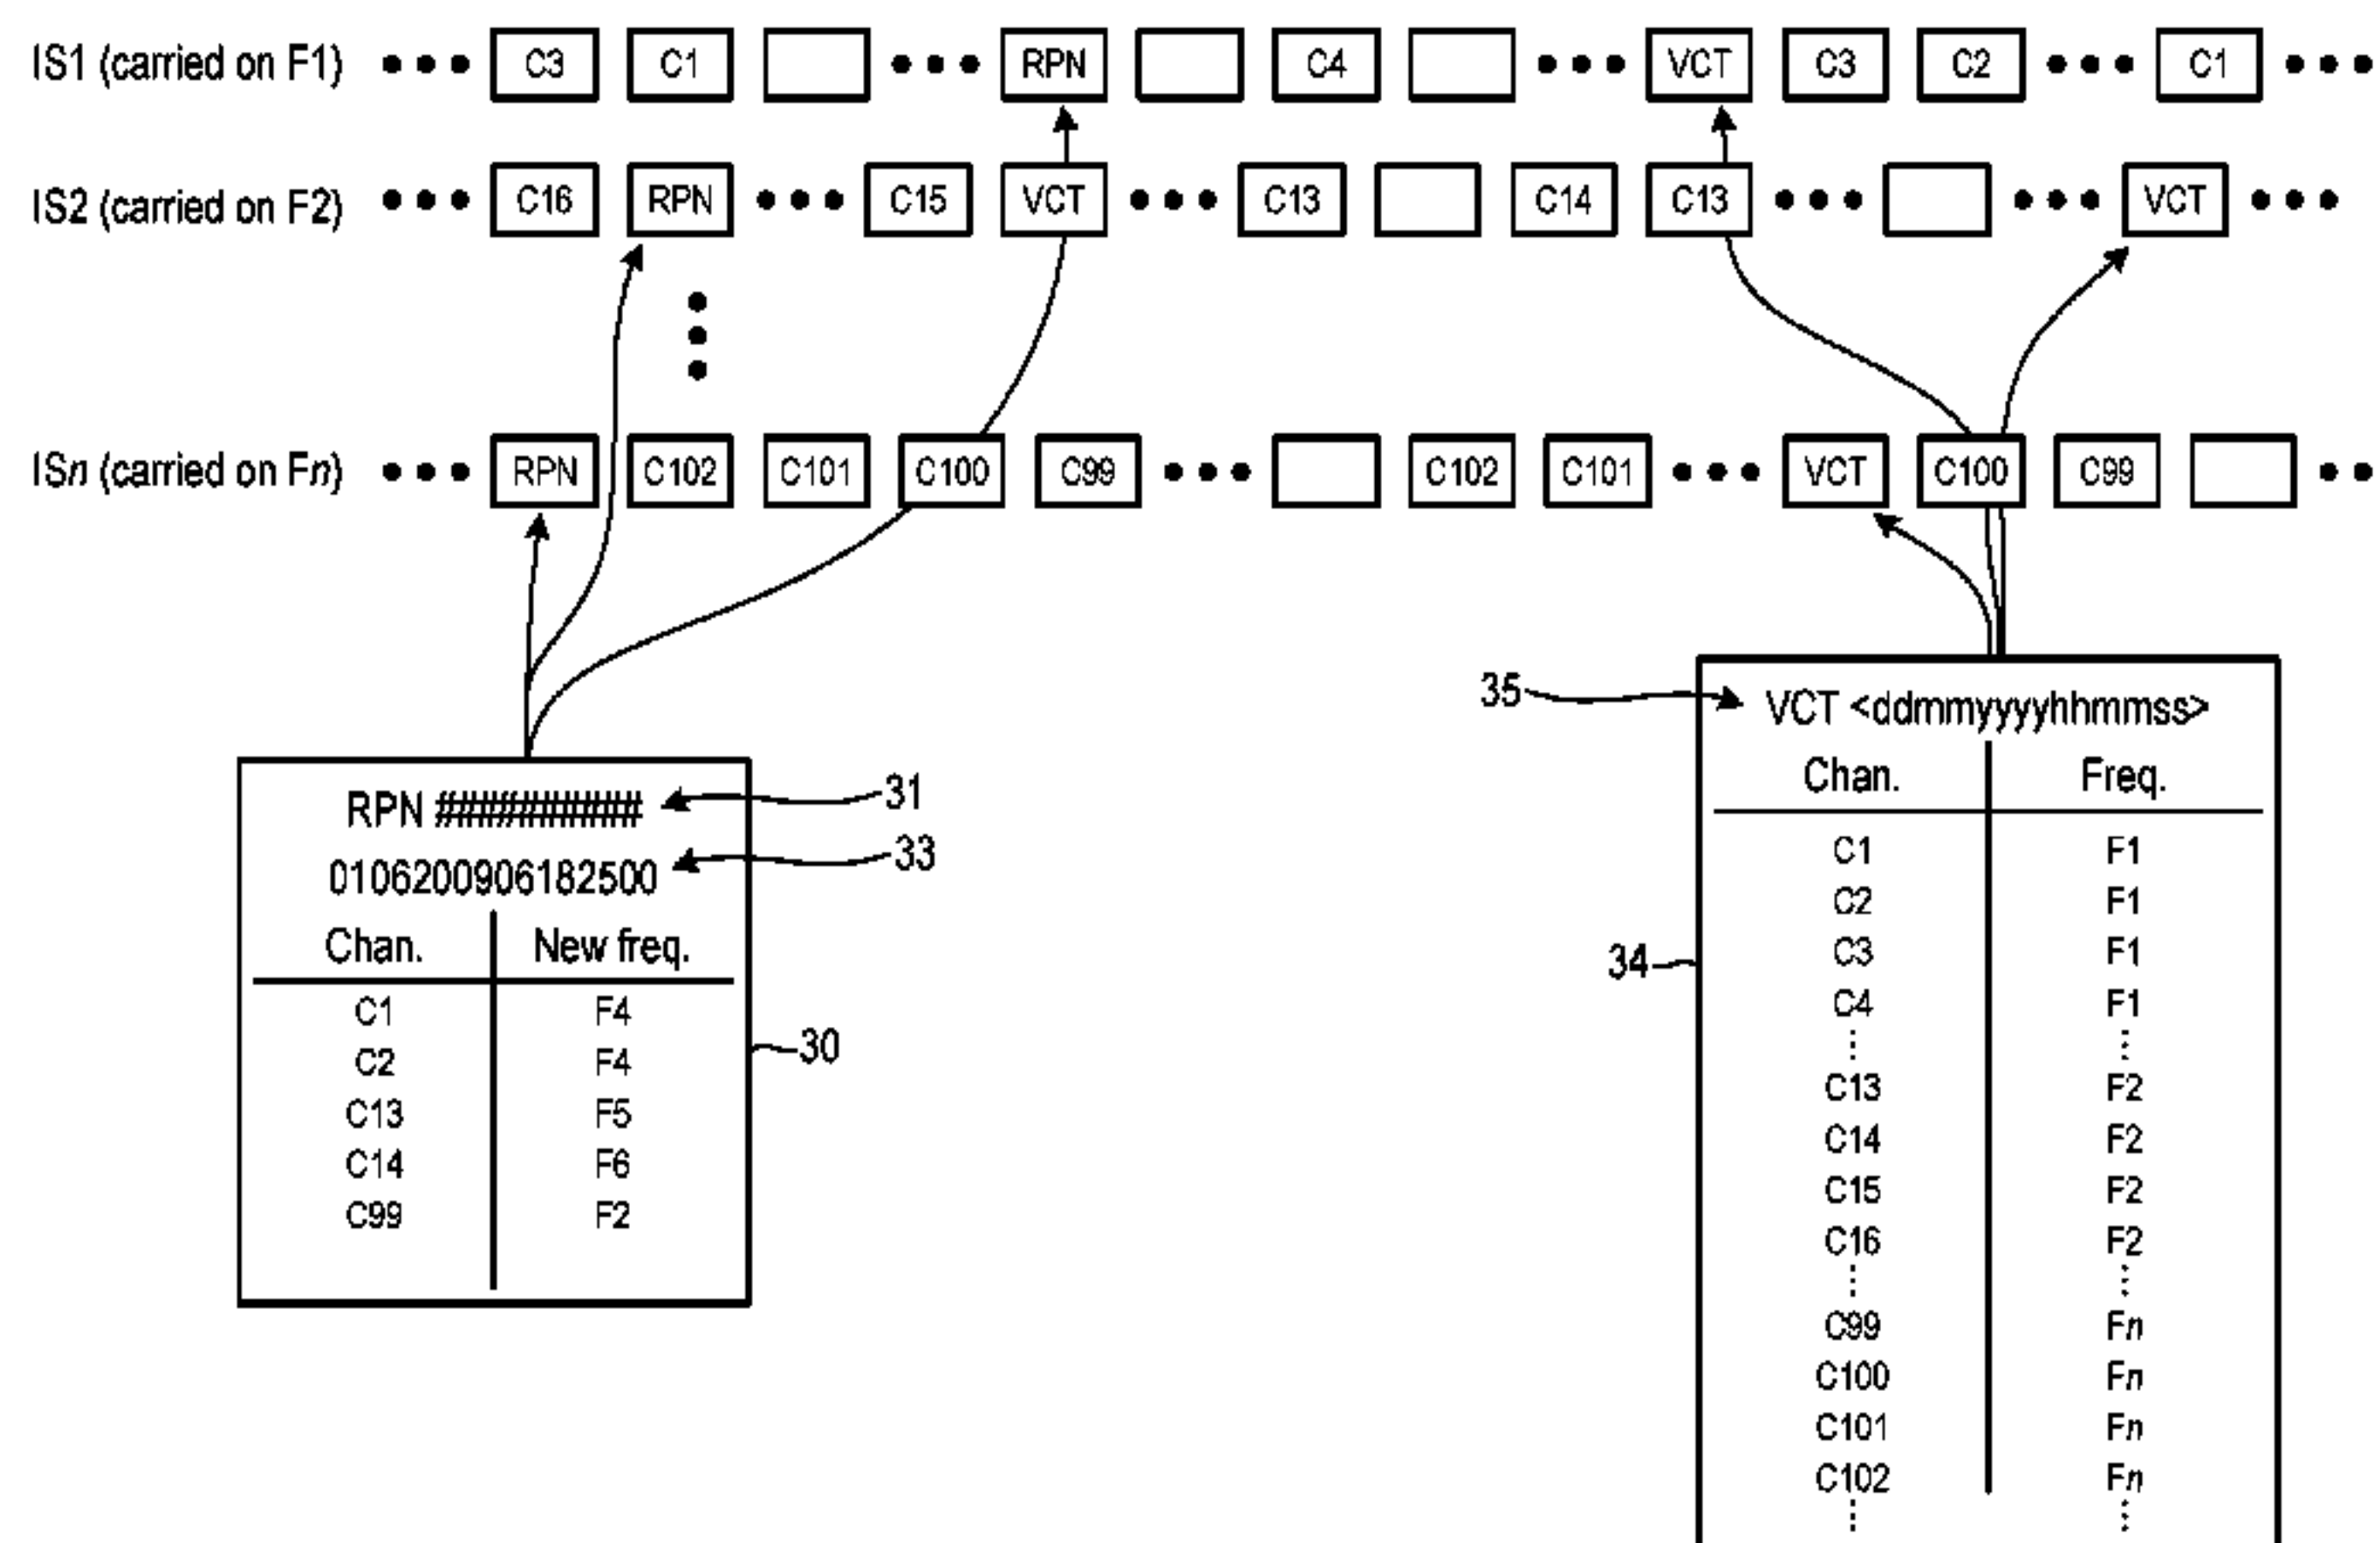 IS1 (carried on F1) ••• C3 C1 ••• RPN C4 ••• VCT C3 C2 ••• C1 •••
IS2 (carried on F2) ••• C16 RPN ••• C15 VCT ••• C13 C14 C13 ••• ••• VCT •••
ISn (carried on Fn) ••• RPN C102 C101 C100 C99 ••• C102 C101 ••• VCT C100 C99 ••
RPN ############## 31
0106200906182500 33
Chan. New freq.
C1 F4
C2 F4
C13 F5
C14 F6
C99 F2
30
35 VCT <ddmmyyyyhhmmss>
Chan. Freq.
C1 F1
C2 F1
C3 F1
C4 F1
⋮ ⋮
C13 F2
C14 F2
C15 F2
C16 F2
⋮ ⋮
C99 Fn
C100 Fn
C101 Fn
C102 Fn
⋮ ⋮
34